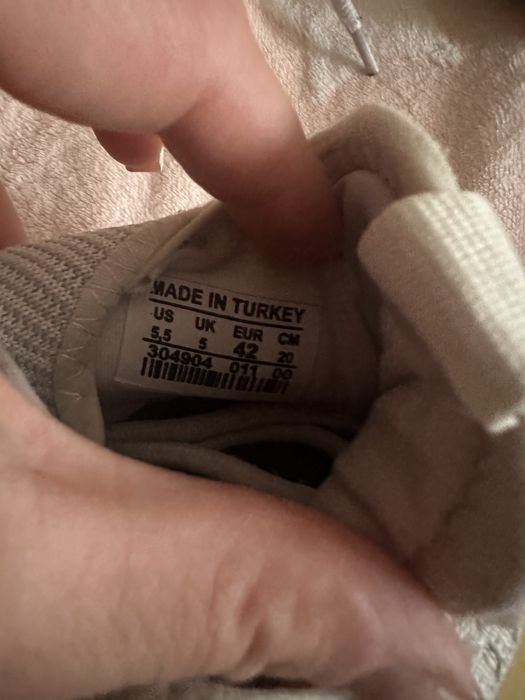 MADE IN TURKEY
US UK EUR CM
5,5 5 42 20
304904 011 00